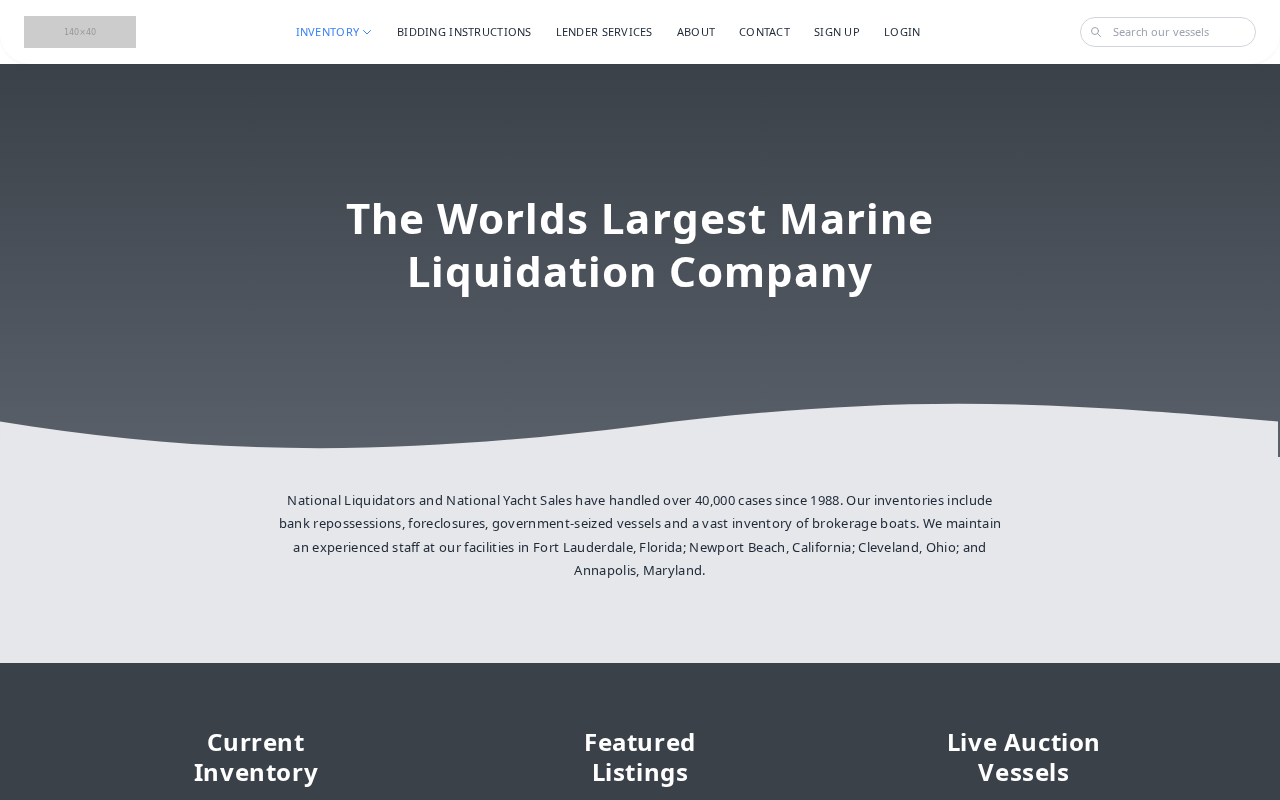 140×40
INVENTORY
BIDDING INSTRUCTIONS
LENDER SERVICES
ABOUT
CONTACT
SIGN UP
LOGIN
Search our vessels
The Worlds Largest Marine
Liquidation Company
National Liquidators and National Yacht Sales have handled over 40,000 cases since 1988. Our inventories include
bank repossessions, foreclosures, government-seized vessels and a vast inventory of brokerage boats. We maintain
an experienced staff at our facilities in Fort Lauderdale, Florida; Newport Beach, California; Cleveland, Ohio; and
Annapolis, Maryland.
Current
Inventory
Featured
Listings
Live Auction
Vessels